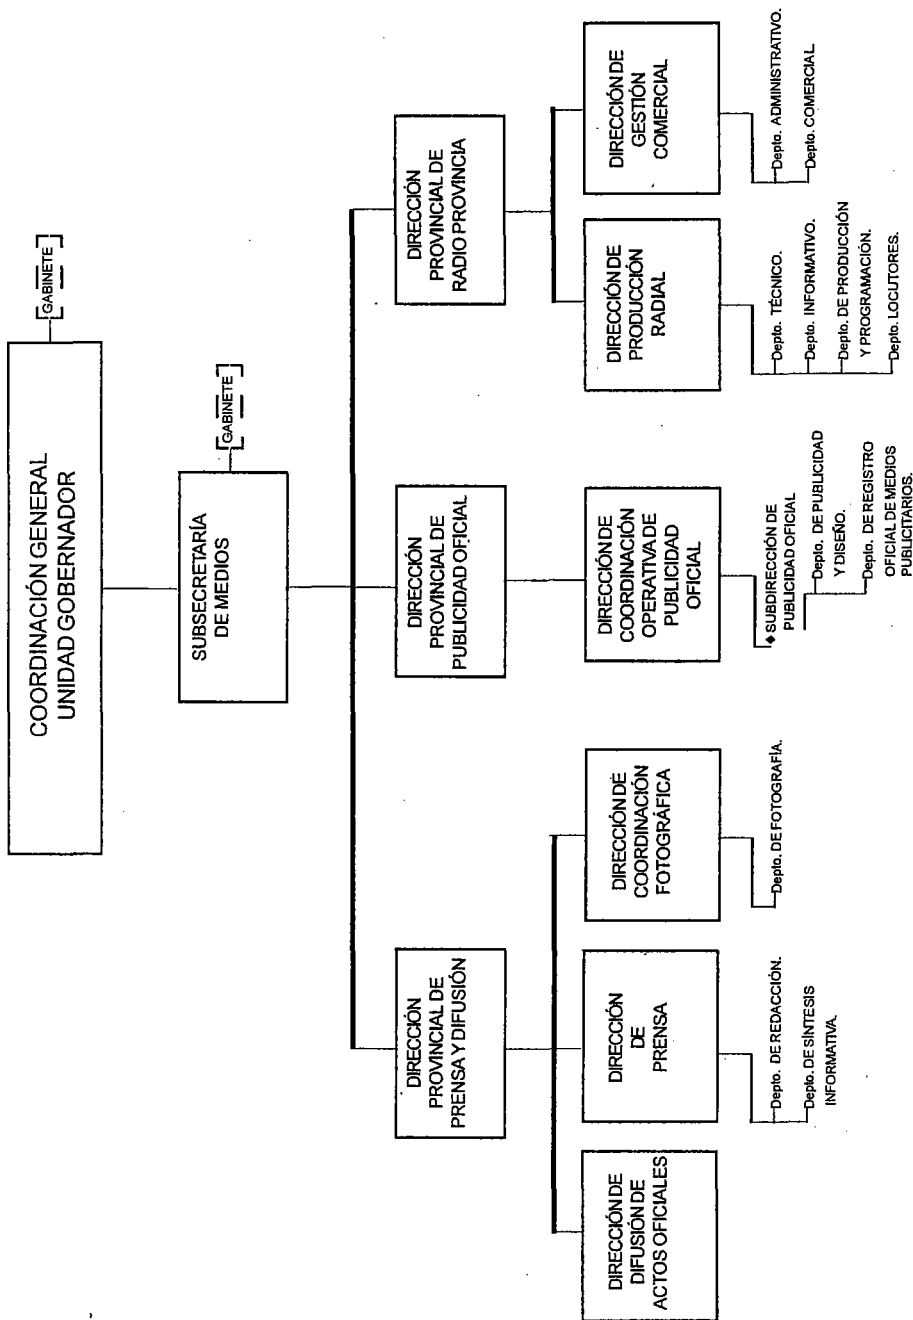 COORDINACIÓN GENERAL
UNIDAD GOBERNADOR
GABINETE
SUBSECRETARÍA
DE MEDIOS
GABINETE
DIRECCIÓN
PROVINCIAL DE
PRENSA Y DIFUSIÓN
DIRECCIÓN
PROVINCIAL DE
PUBLICIDAD OFICIAL
DIRECCIÓN
PROVINCIAL DE
RADIO PROVINCIA
DIRECCIÓN DE
DIFUSIÓN DE
ACTOS OFICIALES
DIRECCIÓN
DE
PRENSA
DIRECCIÓN DE
COORDINACIÓN
FOTOGRÁFICA
DIRECCIÓN DE
COORDINACIÓN
OPERATIVA DE
PUBLICIDAD
OFICIAL
DIRECCIÓN DE
PRODUCCIÓN
RADIAL
DIRECCIÓN DE
GESTIÓN
COMERCIAL
Depto. DE REDACCIÓN.
Depto. DE SÍNTESIS
INFORMATIVA.
Depto. DE FOTOGRAFÍA.
◆ SUBDIRECCIÓN DE
PUBLICIDAD OFICIAL
Depto. DE PUBLICIDAD
Y DISEÑO.
Depto. DE REGISTRO
OFICIAL DE MEDIOS
PUBLICITARIOS.
Depto. TÉCNICO.
Depto. INFORMATIVO.
Depto. DE PRODUCCIÓN
Y PROGRAMACIÓN.
Depto. LOCUTORES.
Depto. ADMINISTRATIVO.
Depto. COMERCIAL